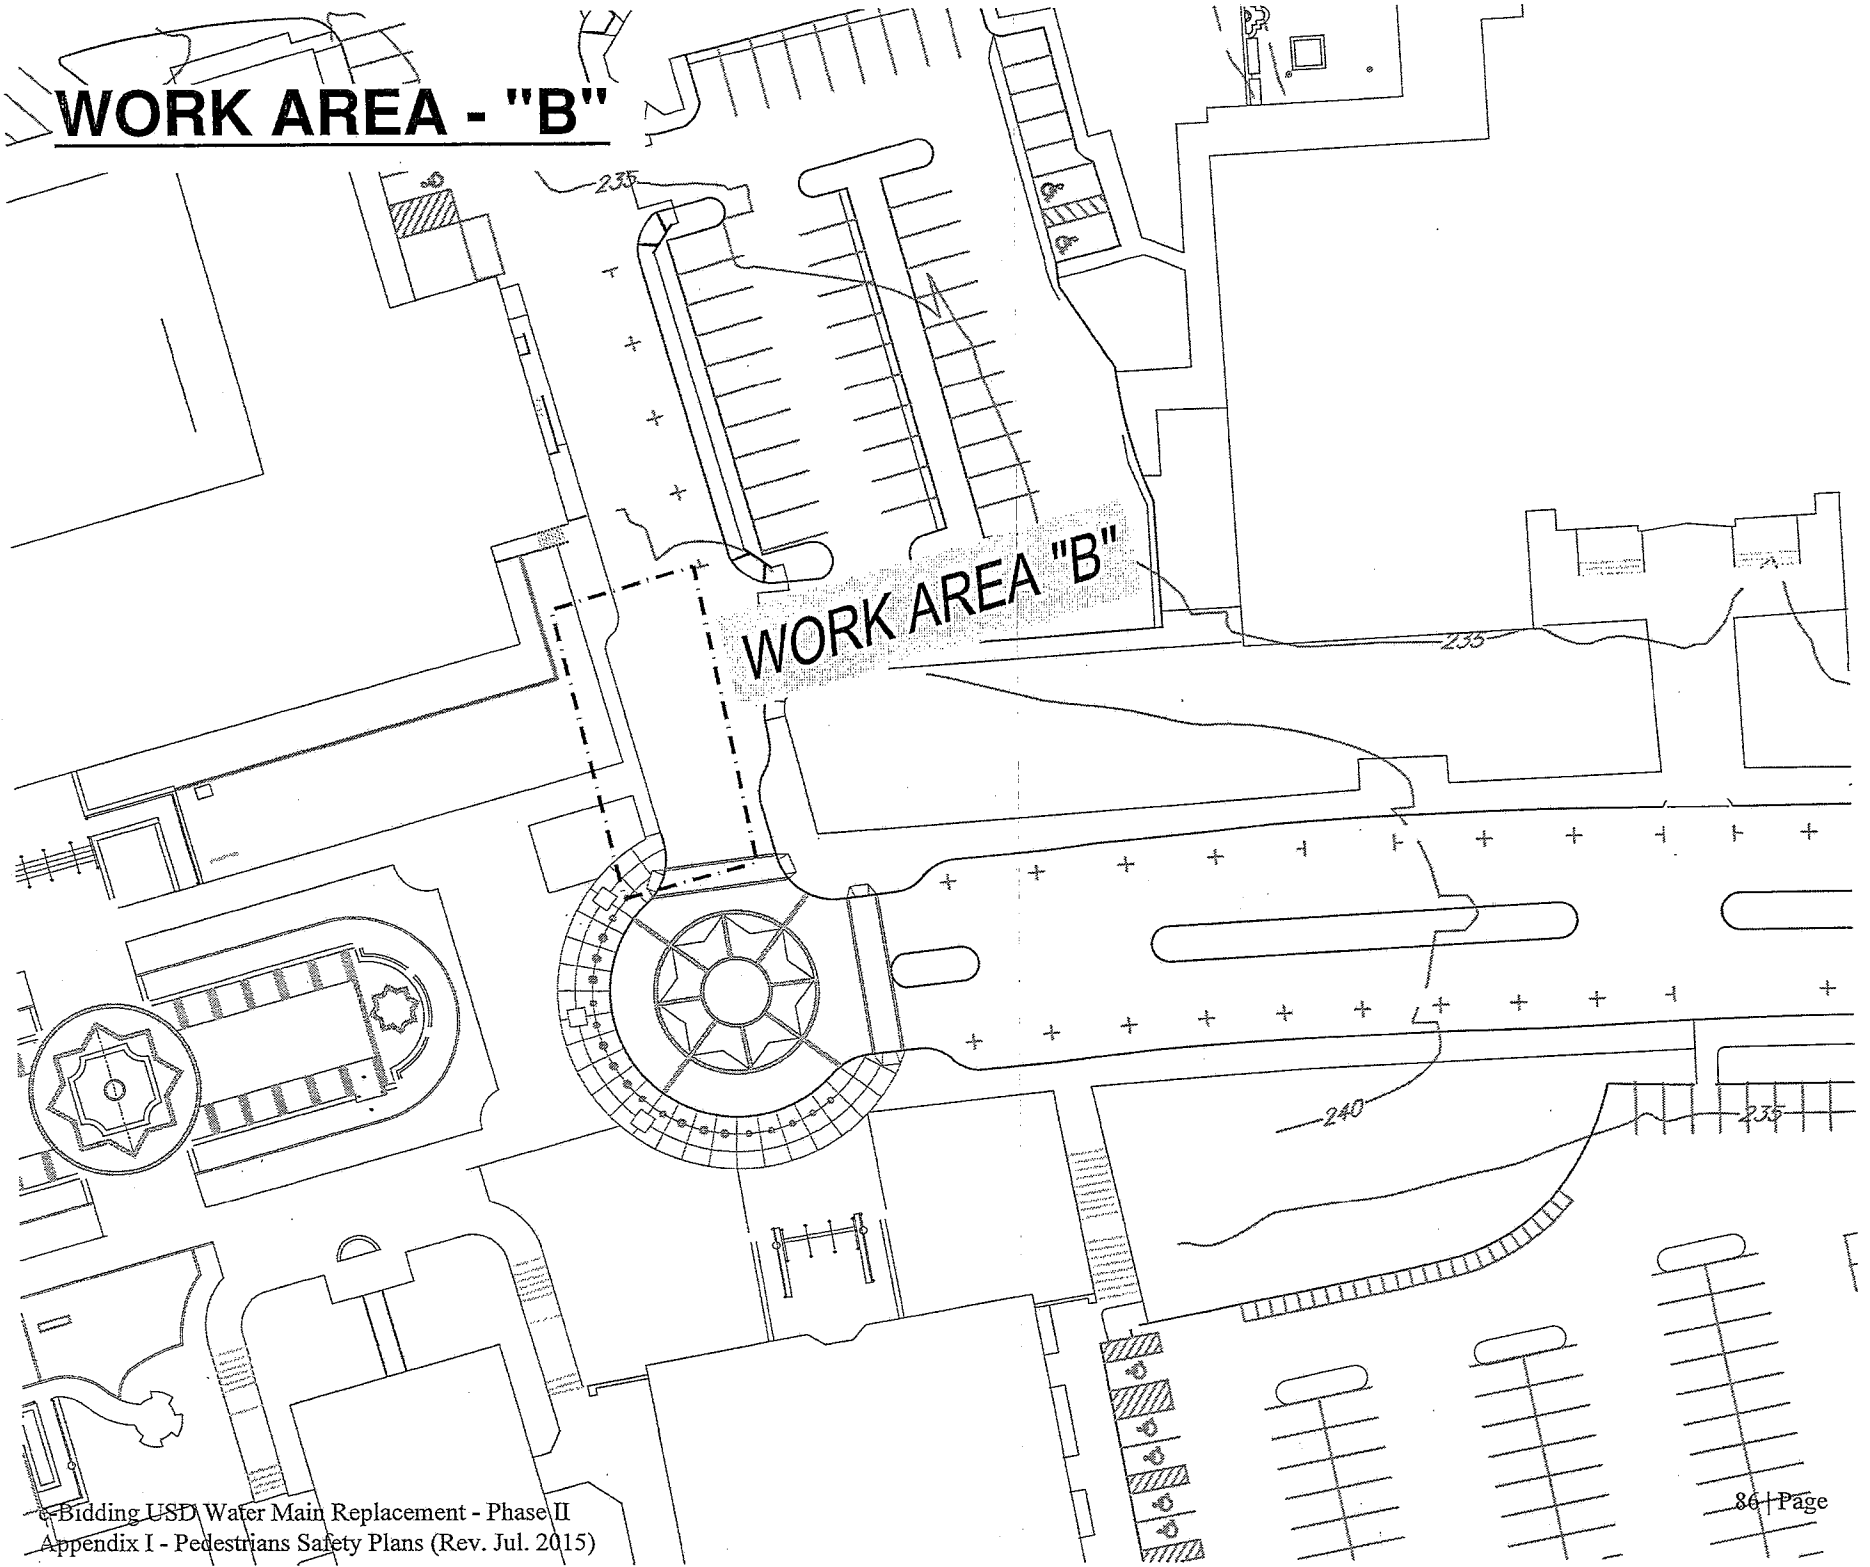 WORK AREA - "B"
235
WORK AREA "B"
235
240
235
e-Bidding USD Water Main Replacement - Phase II
86 | Page
Appendix I - Pedestrians Safety Plans (Rev. Jul. 2015)